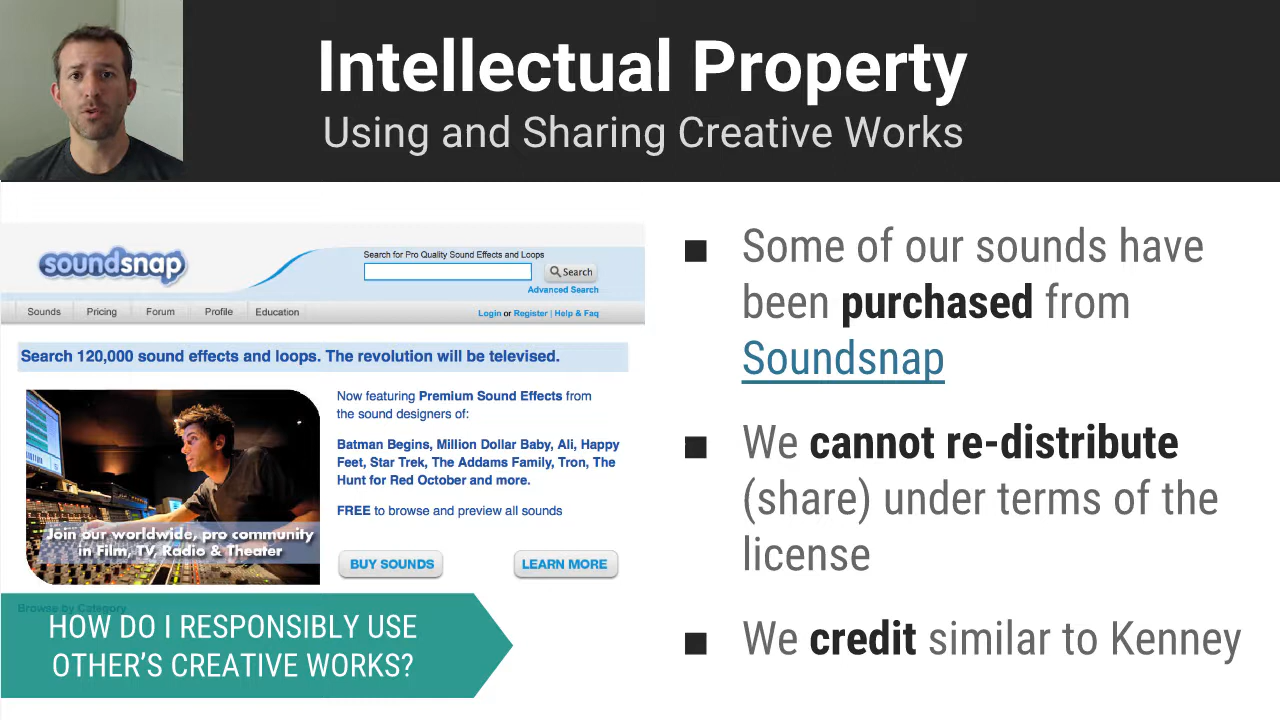 Intellectual Property
Using and Sharing Creative Works
soundsnap
Search for Pro Quality Sound Effects and Loops
Search
Advanced Search
Sounds Pricing Forum Profile Education
Login or Register | Help & Faq
Search 120,000 sound effects and loops. The revolution will be televised.
Now featuring Premium Sound Effects from
the sound designers of:
Batman Begins, Million Dollar Baby, Ali, Happy
Feet, Star Trek, The Addams Family, Tron, The
Hunt for Red October and more.
FREE to browse and preview all sounds
Join our worldwide, pro community
in Film, TV, Radio & Theater
BUY SOUNDS LEARN MORE
Browse by Category
HOW DO I RESPONSIBLY USE
OTHER'S CREATIVE WORKS?
■ Some of our sounds have
been purchased from
Soundsnap
■ We cannot re-distribute
(share) under terms of the
license
■ We credit similar to Kenney